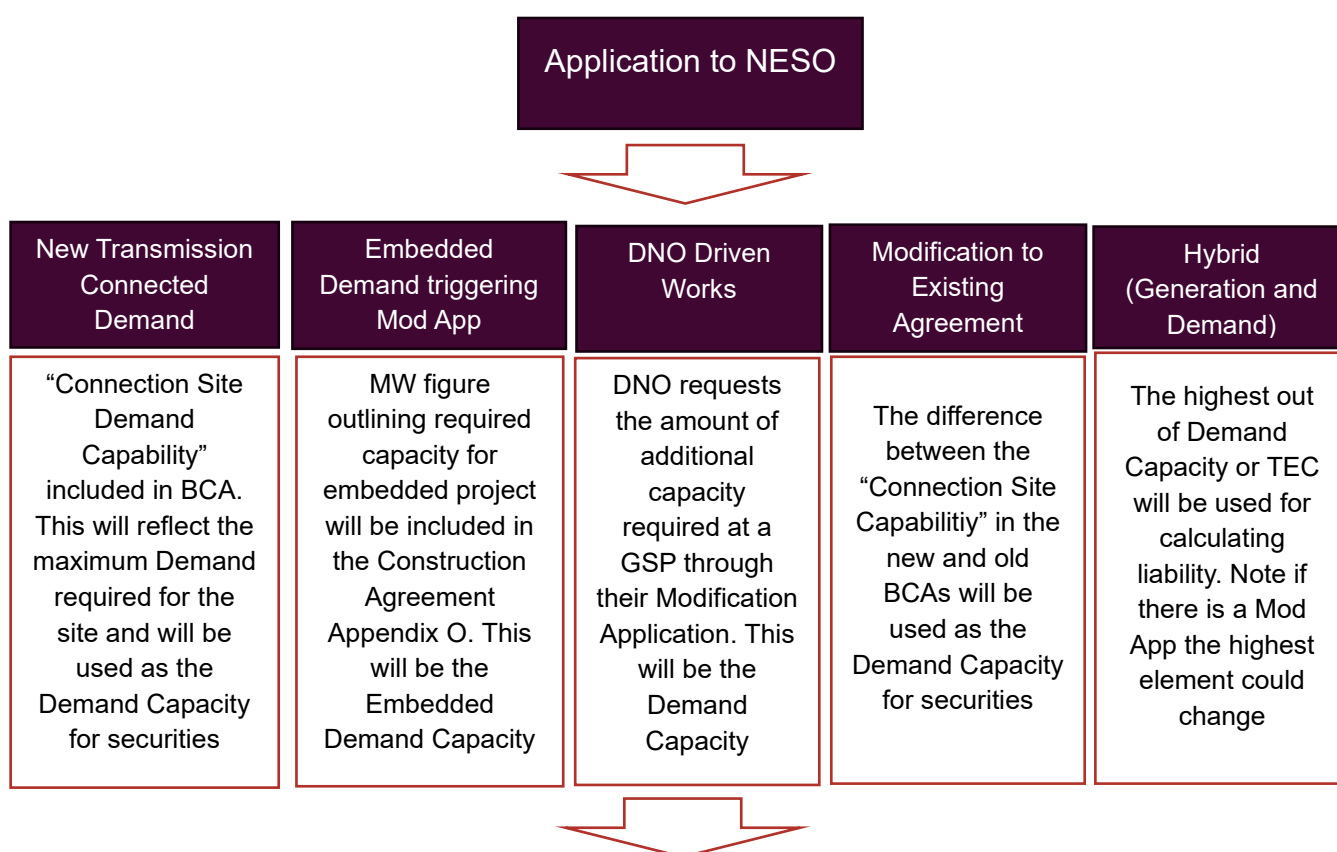 Application to NESO
New Transmission
Connected
Demand
“Connection Site
Demand
Capability”
included in BCA.
This will reflect the
maximum Demand
required for the
site and will be
used as the
Demand Capacity
for securities
Embedded
Demand triggering
Mod App
MW figure
outlining required
capacity for
embedded project
will be included in
the Construction
Agreement
Appendix O. This
will be the
Embedded
Demand Capacity
DNO Driven
Works
DNO requests
the amount of
additional
capacity
required at a
GSP through
their Modification
Application. This
will be the
Demand
Capacity
Modification to
Existing
Agreement
The difference
between the
“Connection Site
Capabilitiy” in the
new and old
BCAs will be
used as the
Demand Capacity
for securities
Hybrid
(Generation and
Demand)
The highest out
of Demand
Capacity or TEC
will be used for
calculating
liability. Note if
there is a Mod
App the highest
element could
change